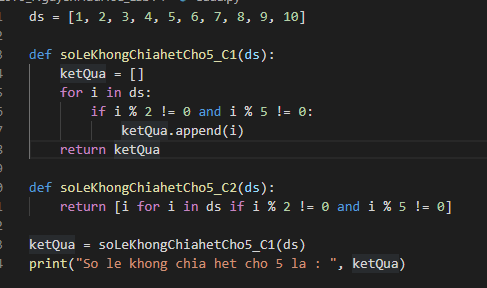 ds = [1, 2, 3, 4, 5, 6, 7, 8, 9, 10]
def soLeKhongChiahetCho5_C1(ds):
ketQua = []
for i in ds:
if i % 2 != 0 and i % 5 != 0:
ketQua.append(i)
return ketQua
def soLeKhongChiahetCho5_C2(ds):
return [i for i in ds if i % 2 != 0 and i % 5 != 0]
ketQua = soLeKhongChiahetCho5_C1(ds)
print("So le khong chia het cho 5 la : ", ketQua)